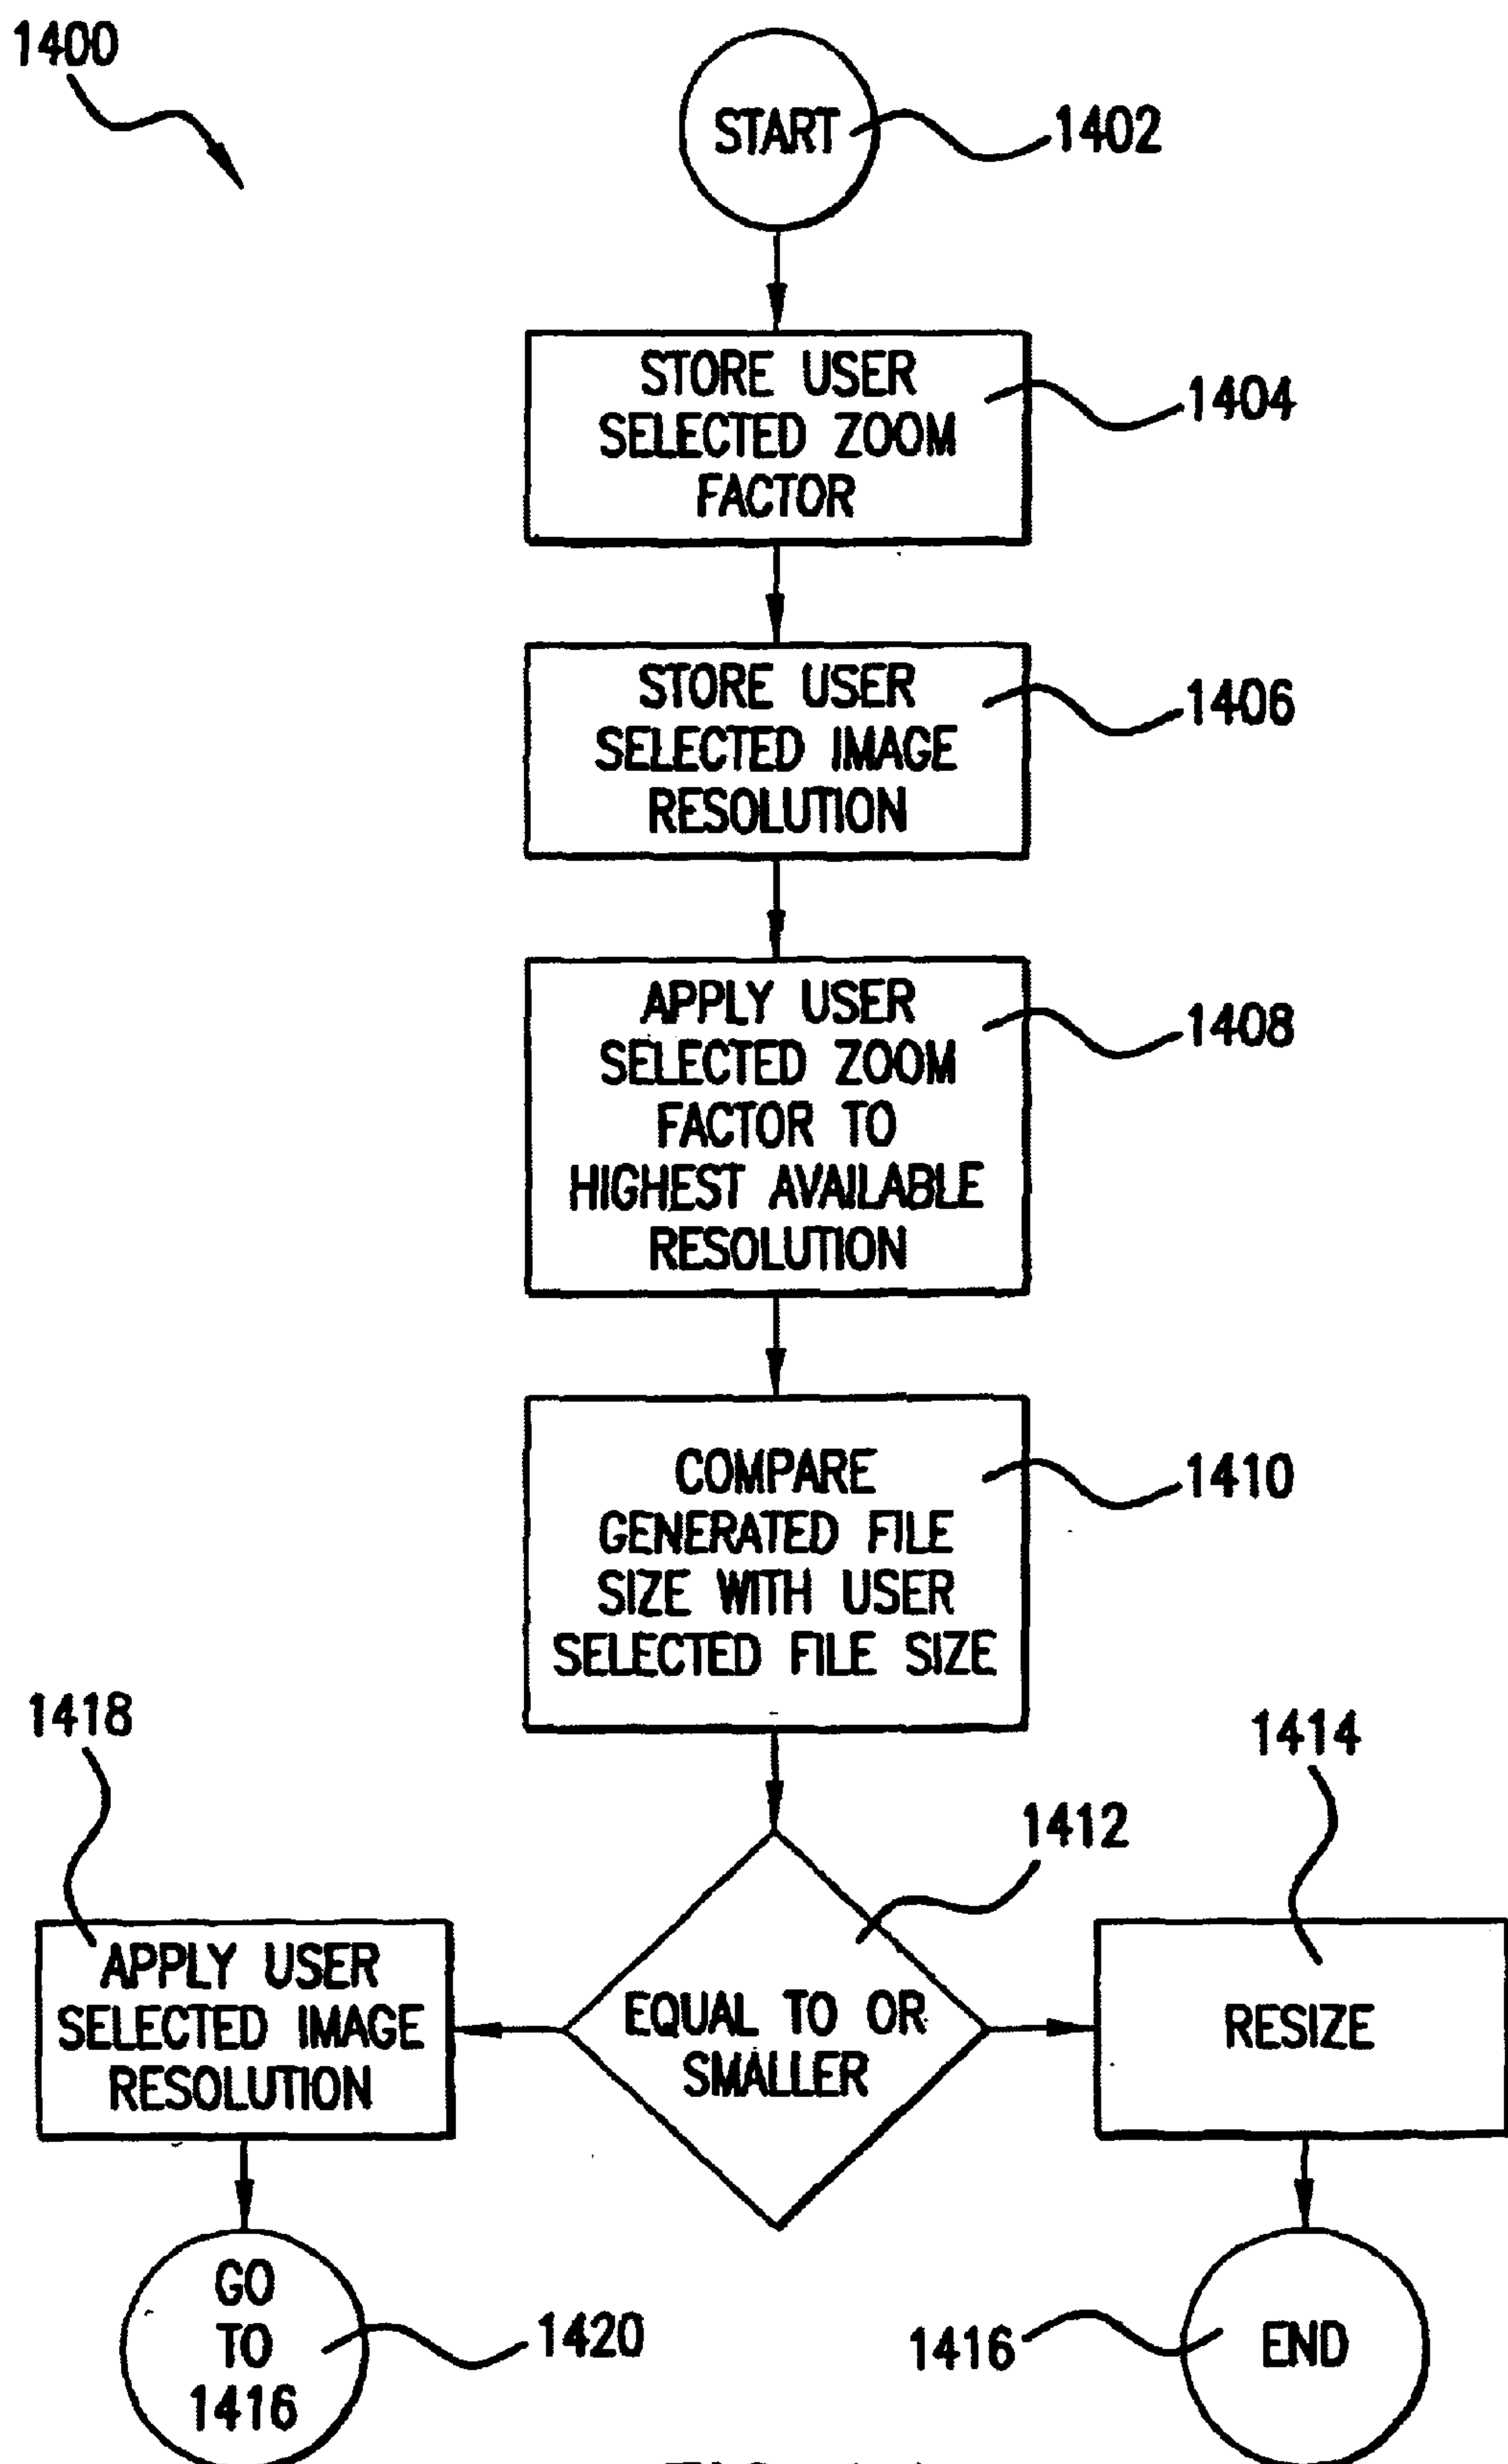 1400
START
1402
STORE USER
SELECTED ZOOM
FACTOR
1404
STORE USER
SELECTED IMAGE
RESOLUTION
1406
APPLY USER
SELECTED ZOOM
FACTOR TO
HIGHEST AVAILABLE
RESOLUTION
1408
COMPARE
GENERATED FILE
SIZE WITH USER
SELECTED FILE SIZE
1410
1418
1414
1412
APPLY USER
SELECTED IMAGE
RESOLUTION
EQUAL TO OR
SMALLER
RESIZE
GO
TO
1416
1420
1416
END